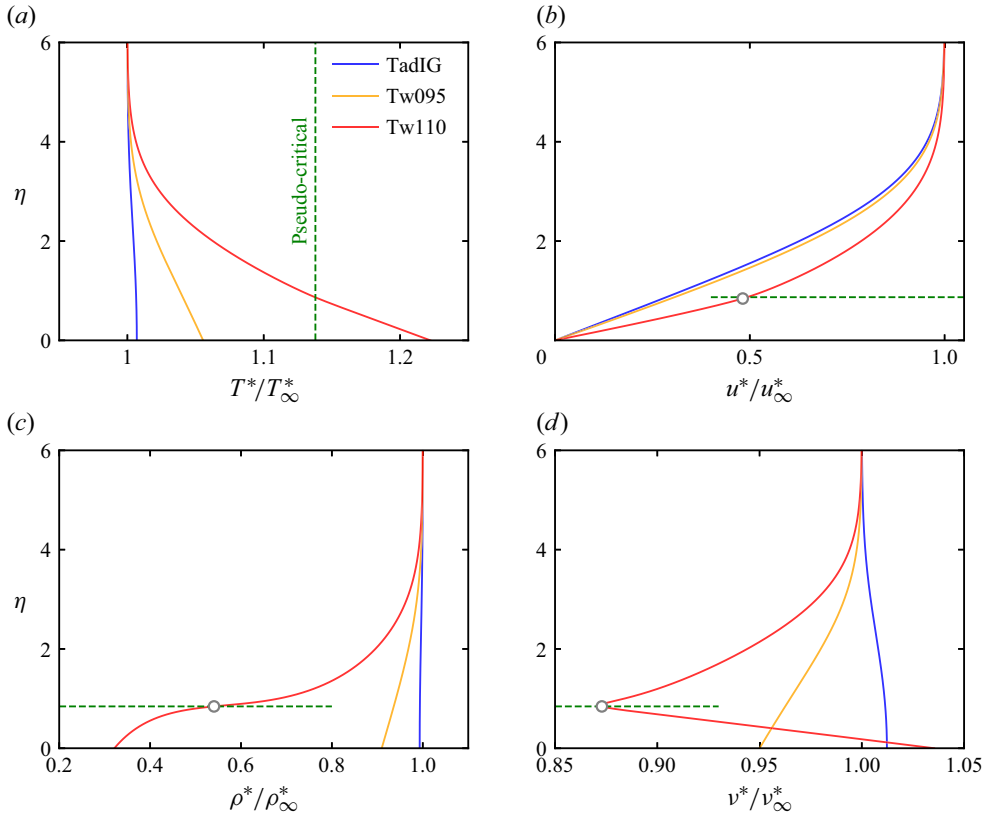 (a)
6
4
η
2
0
1
1.1
1.2
T*/T*∞
Pseudo-critical
TadIG
Tw095
Tw110
(b)
6
4
2
0
0.5
1.0
u*/u*∞
(c)
6
4
η
2
0
0.2
0.4
0.6
0.8
1.0
ρ*/ρ*∞
(d)
6
4
2
0
0.85
0.90
0.95
1.00
1.05
ν*/ν*∞